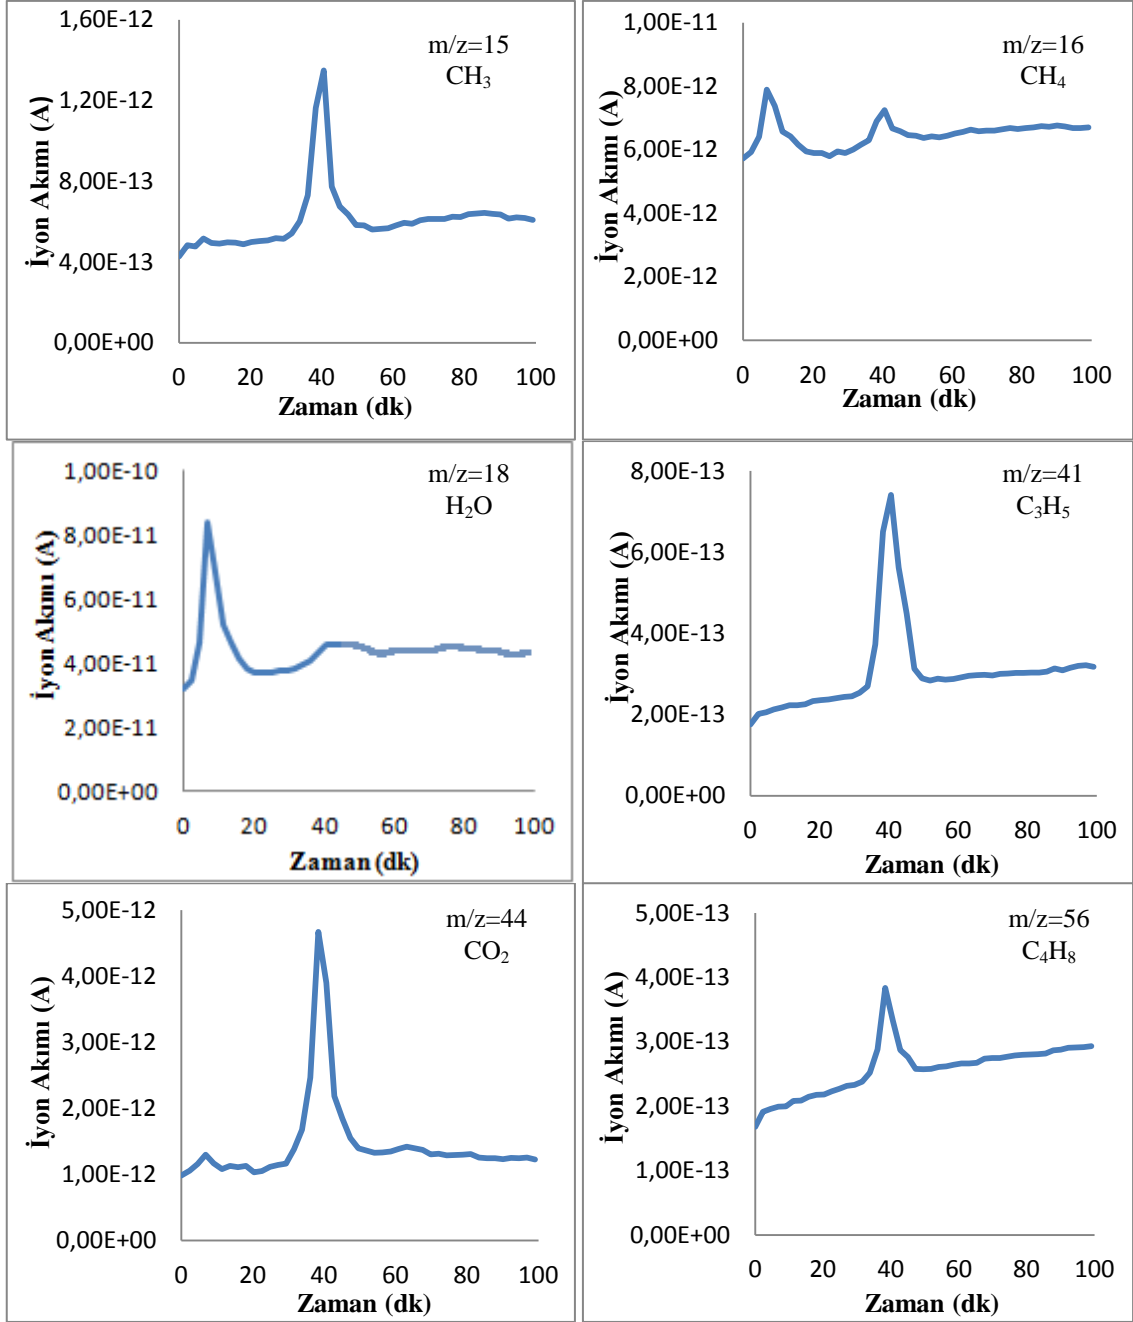 1,60E-12
1,20E-12
8,00E-13
4,00E-13
0,00E+00
İyon Akımı (A)
m/z=15
CH₃
0 20 40 60 80 100
Zaman (dk)
1,00E-11
8,00E-12
6,00E-12
4,00E-12
2,00E-12
0,00E+00
İyon Akımı (A)
m/z=16
CH₄
0 20 40 60 80 100
Zaman (dk)
1,00E-10
8,00E-11
6,00E-11
4,00E-11
2,00E-11
0,00E+00
İyon Akımı (A)
m/z=18
H₂O
0 20 40 60 80 100
Zaman (dk)
8,00E-13
6,00E-13
4,00E-13
2,00E-13
0,00E+00
İyon Akımı (A)
m/z=41
C₃H₅
0 20 40 60 80 100
Zaman (dk)
5,00E-12
4,00E-12
3,00E-12
2,00E-12
1,00E-12
0,00E+00
İyon Akımı (A)
m/z=44
CO₂
0 20 40 60 80 100
Zaman (dk)
5,00E-13
4,00E-13
3,00E-13
2,00E-13
1,00E-13
0,00E+00
İyon Akımı (A)
m/z=56
C₄H₈
0 20 40 60 80 100
Zaman (dk)